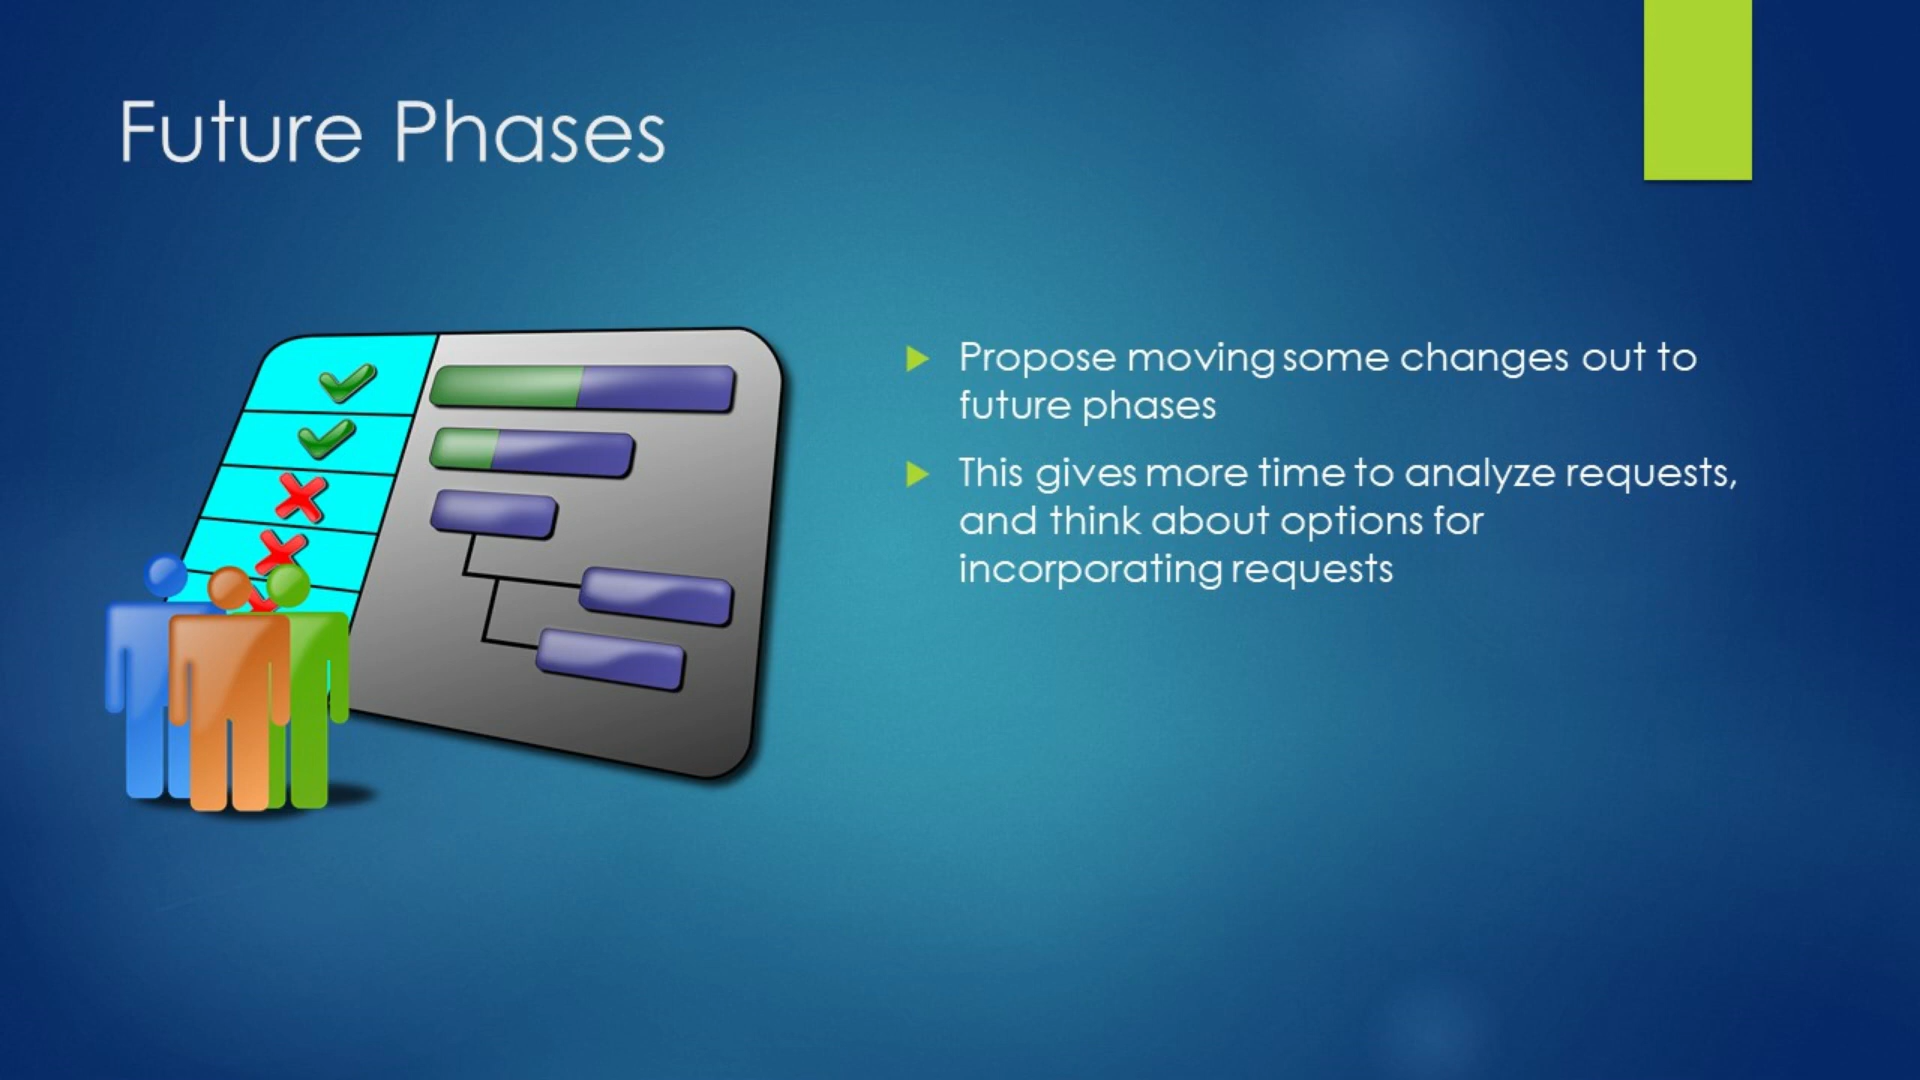 Future Phases
Propose moving some changes out to
future phases
This gives more time to analyze requests,
and think about options for
incorporating requests